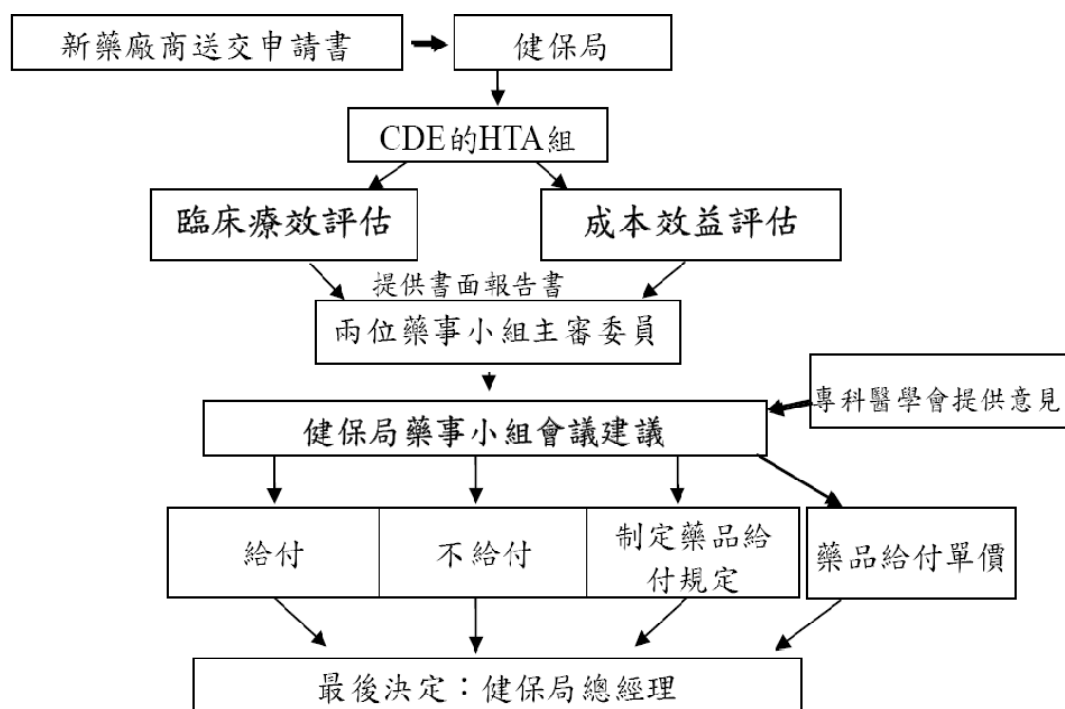 新藥廠商送交申請書
健保局
CDE的HTA組
臨床療效評估
成本效益評估
提供書面報告書
兩位藥事小組主審委員
專科醫學會提供意見
健保局藥事小組會議建議
給付
不給付
制定藥品給
付規定
藥品給付單價
最後決定：健保局總經理